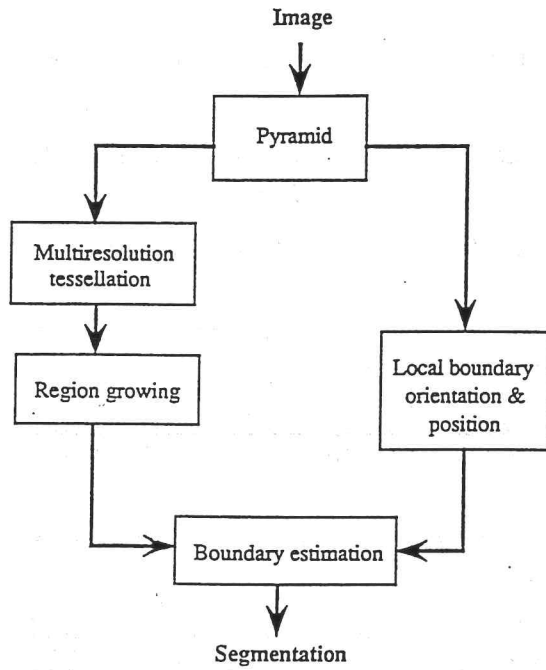 Image
Pyramid
Multiresolution
tessellation
Region growing
Local boundary
orientation &
position
Boundary estimation
Segmentation